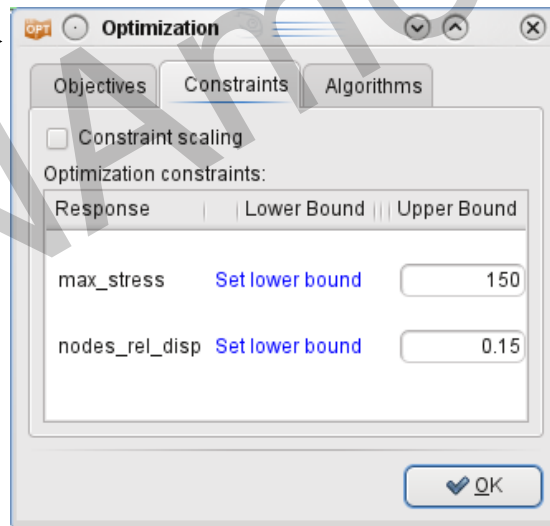 OPT Optimization
Objectives Constraints Algorithms
Constraint scaling
Optimization constraints:
Response Lower Bound Upper Bound
max_stress Set lower bound 150
nodes_rel_disp Set lower bound 0.15
OK